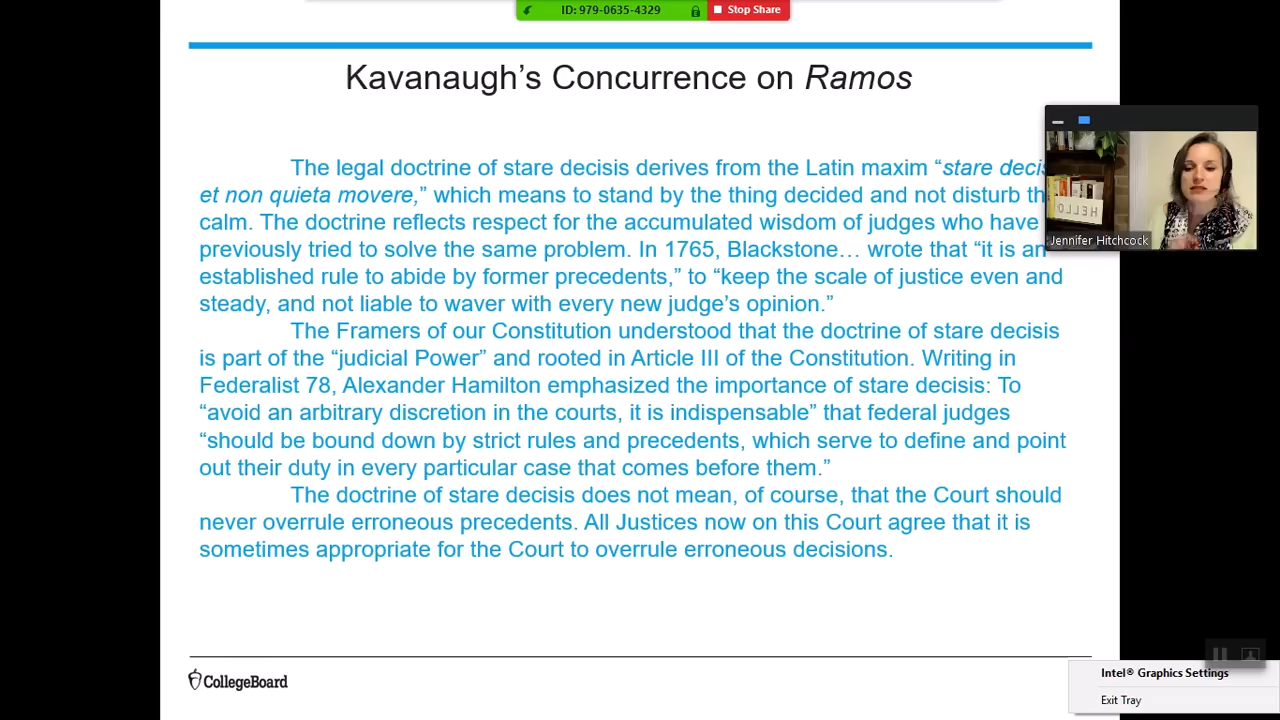 ID: 979-0635-4329
Stop Share
Kavanaugh's Concurrence on Ramos
The legal doctrine of stare decisis derives from the Latin maxim “stare decis
et non quieta movere,” which means to stand by the thing decided and not disturb th
calm. The doctrine reflects respect for the accumulated wisdom of judges who have
previously tried to solve the same problem. In 1765, Blackstone… wrote that “it is an
established rule to abide by former precedents,” to “keep the scale of justice even and
steady, and not liable to waver with every new judge’s opinion.”
The Framers of our Constitution understood that the doctrine of stare decisis
is part of the “judicial Power” and rooted in Article III of the Constitution. Writing in
Federalist 78, Alexander Hamilton emphasized the importance of stare decisis: To
“avoid an arbitrary discretion in the courts, it is indispensable” that federal judges
“should be bound down by strict rules and precedents, which serve to define and point
out their duty in every particular case that comes before them.”
The doctrine of stare decisis does not mean, of course, that the Court should
never overrule erroneous precedents. All Justices now on this Court agree that it is
sometimes appropriate for the Court to overrule erroneous decisions.
HELLO
Jennifer Hitchcock
CollegeBoard
Intel® Graphics Settings
Exit Tray